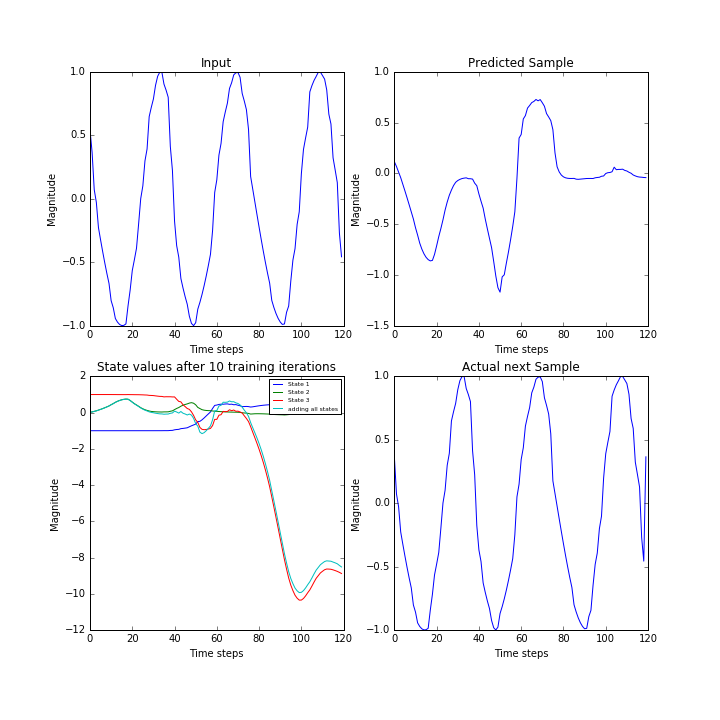 Input
Magnitude
1.0
0.5
0.0
−0.5
−1.0
0 20 40 60 80 100 120
Time steps
Predicted Sample
Magnitude
1.0
0.5
0.0
−0.5
−1.0
−1.5
0 20 40 60 80 100 120
Time steps
State values after 10 training iterations
Magnitude
2
0
−2
−4
−6
−8
−10
−12
State 1
State 2
State 3
adding all states
0 20 40 60 80 100 120
Time steps
Actual next Sample
Magnitude
1.0
0.5
0.0
−0.5
−1.0
0 20 40 60 80 100 120
Time steps